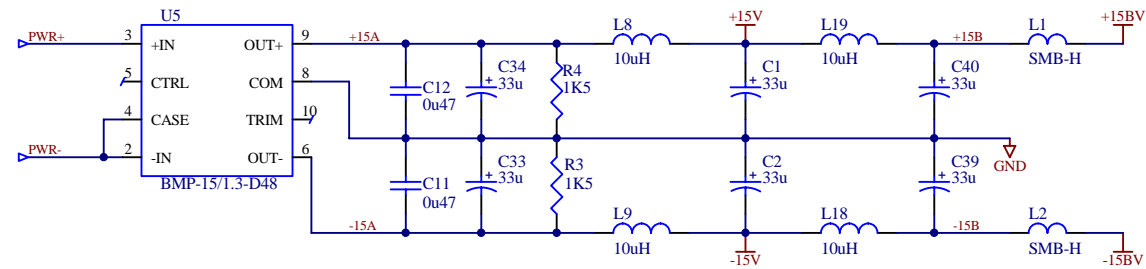 U5
PWR+
3
+IN
OUT+
9
+15A
5
CTRL
COM
8
4
CASE
TRIM
10
PWR-
2
-IN
OUT-
6
-15A
BMP-15/1.3-D48
C12
0u47
C34
+
33u
R4
1K5
C11
0u47
C33
+
33u
R3
1K5
L8
10uH
+15V
C1
+
33u
C2
+
33u
L9
10uH
-15V
L19
10uH
+15B
C40
+
33u
C39
+
33u
GND
L18
10uH
-15B
L1
SMB-H
+15BV
L2
SMB-H
-15BV